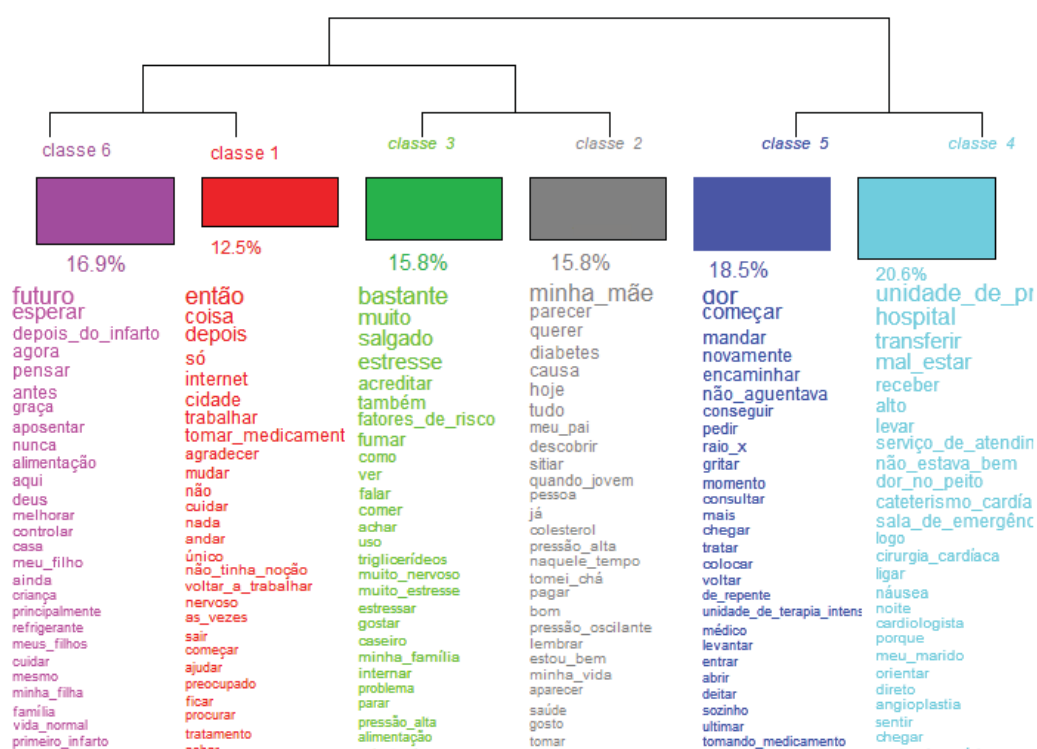 classe 6
classe 1
classe 3
classe 2
classe 5
classe 4
16.9%
12.5%
15.8%
15.8%
18.5%
20.6%
futuro
esperar
depois_do_infarto
agora
pensar
antes
graça
aposentar
nunca
alimentação
aqui
deus
melhorar
controlar
casa
meu_filho
ainda
criança
principalmente
refrigerante
meus_filhos
cuidar
mesmo
minha_filha
família
vida_normal
primeiro_infarto
então
coisa
depois
só
internet
cidade
trabalhar
tomar_medicament
agradecer
mudar
não
cuidar
nada
andar
único
não_tinha_noção
voltar_a_trabalhar
nervoso
as_vezes
sair
começar
ajudar
preocupado
ficar
procurar
tratamento
bastante
muito
salgado
estresse
acreditar
também
fatores_de_risco
fumar
como
ver
falar
comer
achar
uso
triglicerídeos
muito_nervoso
muito_estresse
estressar
gostar
caseiro
minha_família
internar
problema
parar
pressão_alta
alimentação
minha_mãe
parecer
querer
diabetes
causa
hoje
tudo
meu_pai
descobrir
sitiar
quando_jovem
pessoa
já
colesterol
pressão_alta
naquele_tempo
tomei_chá
pagar
bom
pressão_oscilante
lembrar
estou_bem
minha_vida
aparecer
saúde
gosto
tomar
dor
começar
mandar
novamente
encaminhar
não_aguentava
conseguir
pedir
raio_x
gritar
momento
consultar
mais
chegar
tratar
colocar
voltar
de_repente
unidade_de_terapia_intens
médico
levantar
entrar
abrir
deitar
sozinho
ultimar
tomando_medicamento
unidade_de_pr
hospital
transferir
mal_estar
receber
alto
levar
serviço_de_atendin
não_estava_bem
dor_no_peito
cateterismo_cardía
sala_de_emergênc
logo
cirurgia_cardíaca
ligar
náusea
noite
cardiologista
porque
meu_marido
orientar
direto
angioplastia
sentir
chegar